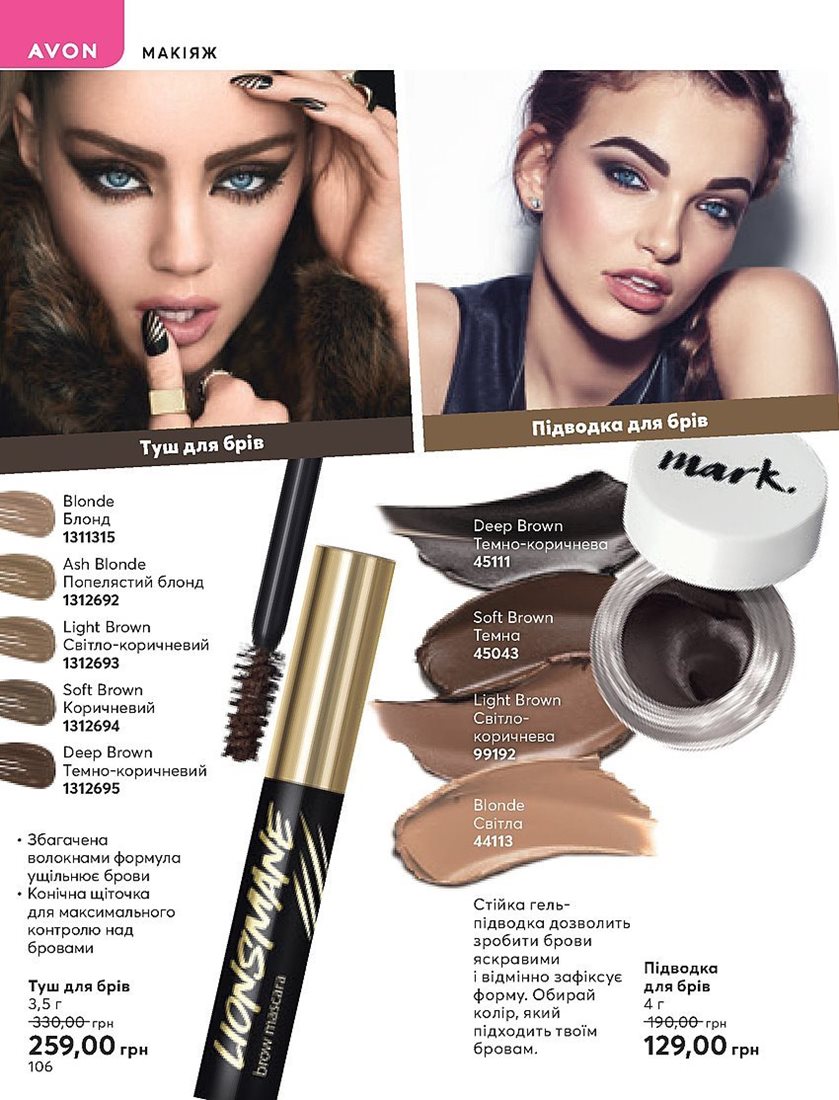 AVON
МАКІЯЖ
Туш для брів
Підводка для брів
Blonde
Блонд
1311315
Ash Blonde
Попелястий блонд
1312692
Light Brown
Світло-коричневий
1312693
Soft Brown
Коричневий
1312694
Deep Brown
Темно-коричневий
1312695
• Збагачена
волокнами формула
ущільнює брови
• Конічна щіточка
для максимального
контролю над
бровами
Туш для брів
3,5 г
330,00 грн
259,00 грн
106
LIONSMANE
brow mascara
mark.
Deep Brown
Темно-коричнева
45111
Soft Brown
Темна
45043
Light Brown
Світло-
коричнева
99192
Blonde
Світла
44113
Стійка гель-
підводка дозволить
зробити брови
яскравими
і відмінно зафіксує
форму. Обирай
колір, який
підходить твоїм
бровам.
Підводка
для брів
4 г
190,00 грн
129,00 грн